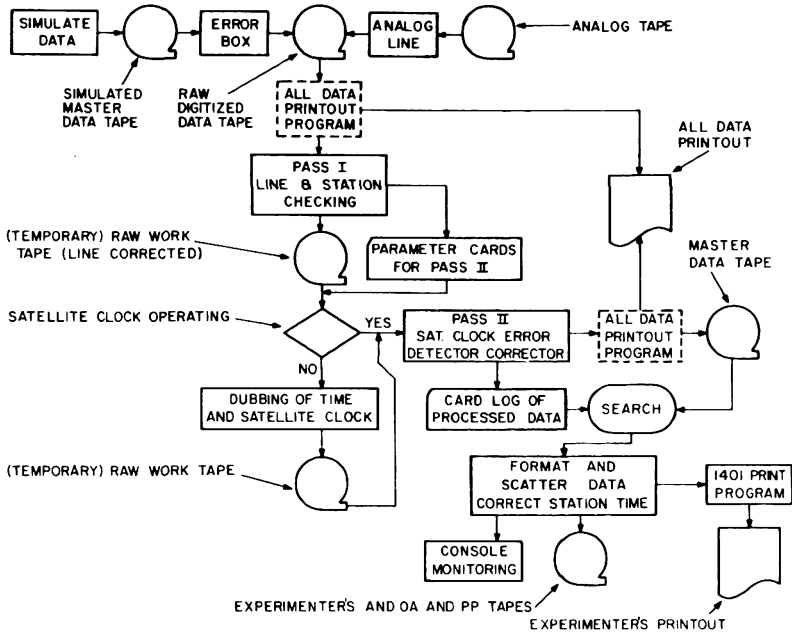 SIMULATE
DATA
ERROR
BOX
ANALOG
LINE
ANALOG TAPE
SIMULATED
MASTER
DATA TAPE
RAW
DIGITIZED
DATA TAPE
ALL DATA
PRINTOUT
PROGRAM
ALL DATA
PRINTOUT
PASS I
LINE & STATION
CHECKING
(TEMPORARY) RAW WORK
TAPE (LINE CORRECTED)
PARAMETER CARDS
FOR PASS II
MASTER
DATA TAPE
SATELLITE CLOCK OPERATING
YES
NO
PASS II
SAT. CLOCK ERROR
DETECTOR CORRECTOR
ALL DATA
PRINTOUT
PROGRAM
DUBBING OF TIME
AND SATELLITE CLOCK
CARD LOG OF
PROCESSED DATA
SEARCH
(TEMPORARY) RAW WORK TAPE
FORMAT AND
SCATTER DATA
CORRECT STATION TIME
1401 PRINT
PROGRAM
CONSOLE
MONITORING
EXPERIMENTER'S AND OA AND PP TAPES
EXPERIMENTER'S PRINTOUT